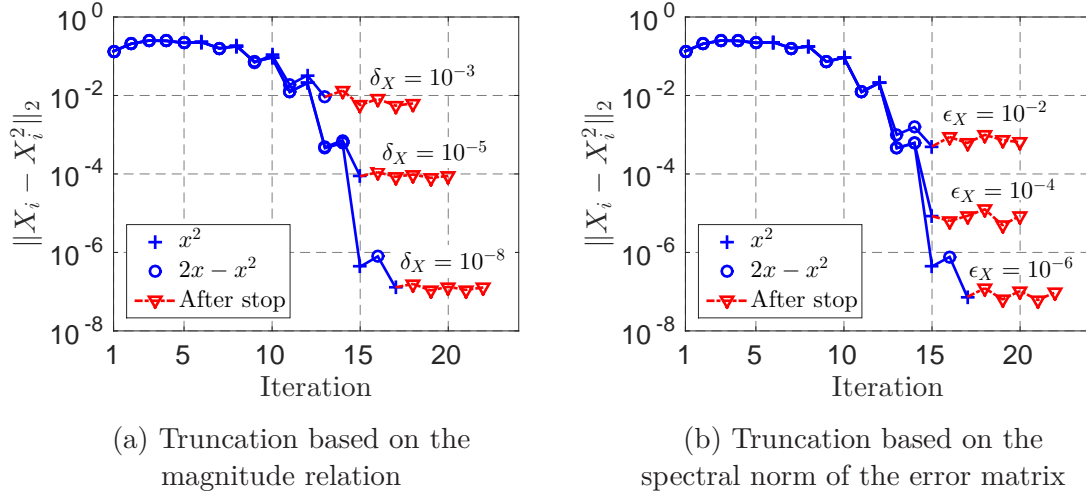 ‖X_i − X_i^2‖_2
10^0
10^-2
10^-4
10^-6
10^-8
δ_X = 10^-3
δ_X = 10^-5
δ_X = 10^-8
x^2
2x − x^2
After stop
1 5 10 15 20
Iteration
(a) Truncation based on the
magnitude relation
‖X_i − X_i^2‖_2
10^0
10^-2
10^-4
10^-6
10^-8
ϵ_X = 10^-2
ϵ_X = 10^-4
ϵ_X = 10^-6
x^2
2x − x^2
After stop
1 5 10 15 20
Iteration
(b) Truncation based on the
spectral norm of the error matrix